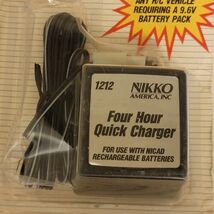 ANY R/C VEHICLE
REQUIRING A 9.6V
BATTERY PACK
1212
NIKKO
AMERICA, INC
Four Hour
Quick Charger
FOR USE WITH NICAD
RECHARGEABLE BATTERIES